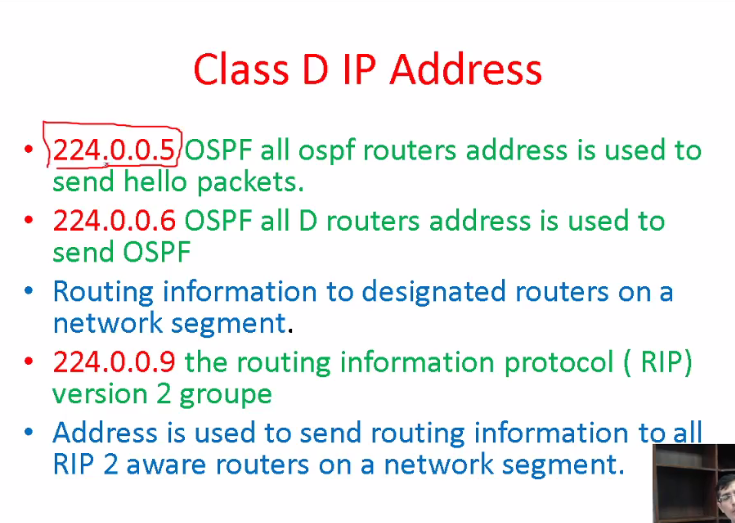 Class D IP Address
• 224.0.0.5 OSPF all ospf routers address is used to
send hello packets.
• 224.0.0.6 OSPF all D routers address is used to
send OSPF
• Routing information to designated routers on a
network segment.
• 224.0.0.9 the routing information protocol ( RIP)
version 2 groupe
• Address is used to send routing information to all
RIP 2 aware routers on a network segment.